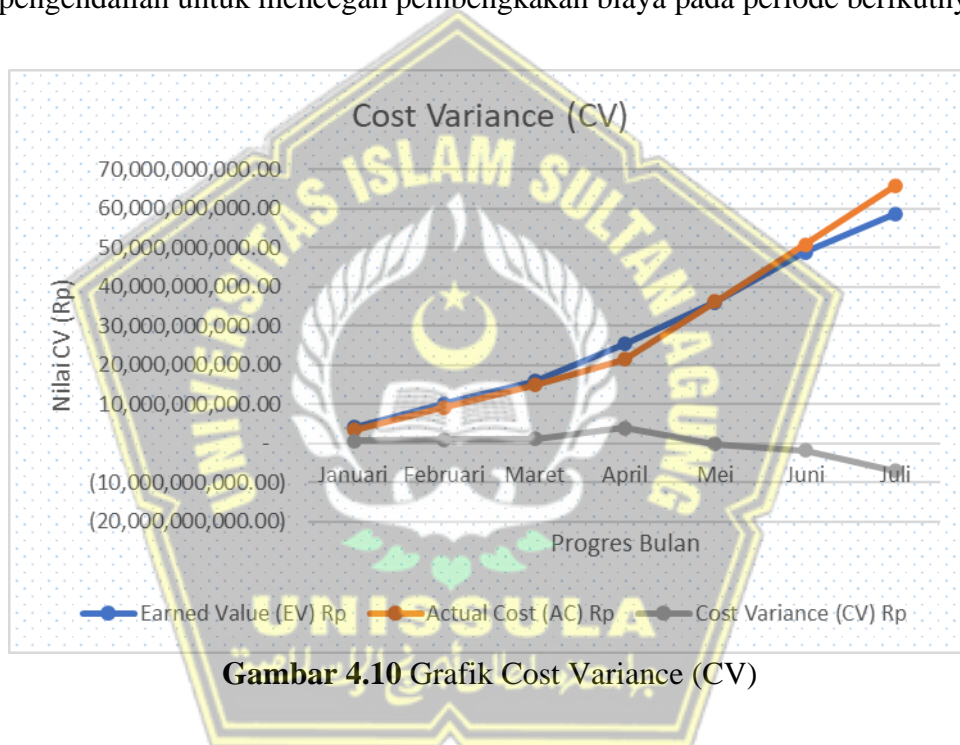 pengendalian untuk mencegah pembengkakan biaya pada periode berikutny
Cost Variance (CV)
70,000,000,000.00
60,000,000,000.00
50,000,000,000.00
40,000,000,000.00
30,000,000,000.00
20,000,000,000.00
10,000,000,000.00
-
(10,000,000,000.00)
(20,000,000,000.00)
Nilai CV (Rp)
Januari Februari Maret April Mei Juni Juli
Progres Bulan
Earned Value (EV) Rp Actual Cost (AC) Rp Cost Variance (CV) Rp
UNIVERSITAS ISLAM SULTAN AGUNG
UNISSULA
Gambar 4.10 Grafik Cost Variance (CV)